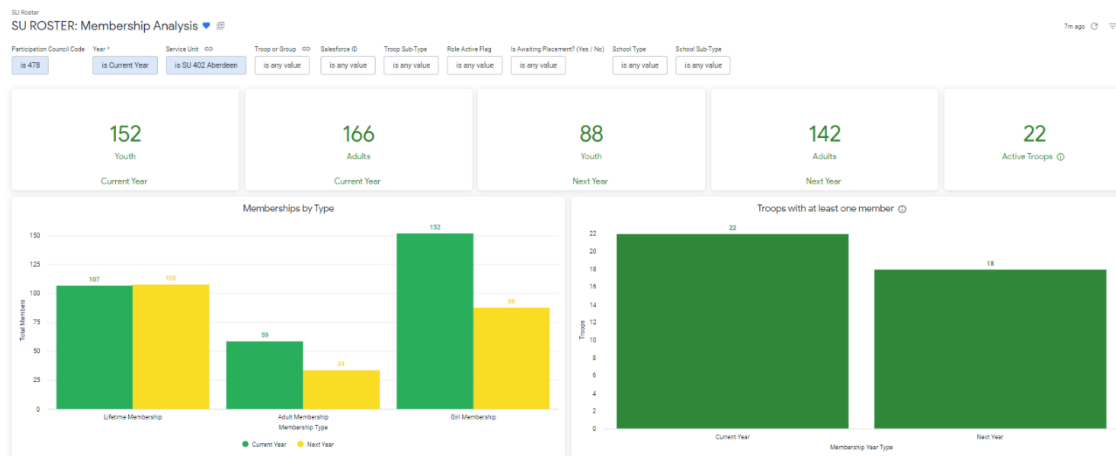 SU Roster
SU ROSTER: Membership Analysis
7m ago
Participation Council Code
is 478
Year *
is Current Year
Service Unit
is SU 402 Aberdeen
Troop or Group
is any value
Salesforce ID
is any value
Troop Sub-Type
is any value
Role Active Flag
is any value
Is Awaiting Placement? (Yes / No)
is any value
School Type
is any value
School Sub-Type
is any value
152
Youth
Current Year
166
Adults
Current Year
88
Youth
Next Year
142
Adults
Next Year
22
Active Troops
Memberships by Type
Total Members
150
125
100
75
50
25
0
107
108
59
34
152
88
Lifetime Membership
Adult Membership
Girl Membership
Membership Type
Current Year
Next Year
Troops with at least one member
Troops
22
20
18
16
14
12
10
8
6
4
2
0
22
18
Current Year
Next Year
Membership Year Type